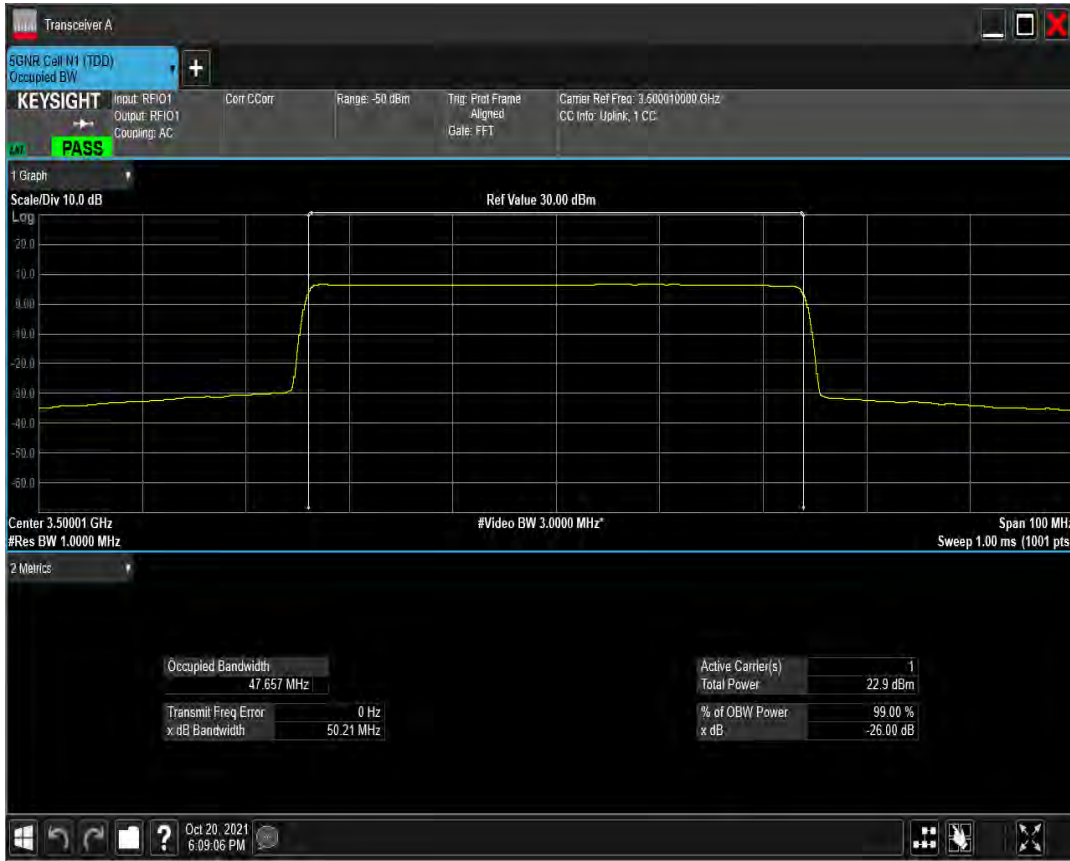 Transceiver A
5GNR Cell N1 (TDD)
Occupied BW
+
KEYSIGHT
Input: RFIO1
Output: RFIO1
Coupling: AC
Corr CCorr
Range: -50 dBm
Trig: Prot Frame
Aligned
Gate: FFT
Carrier Ref Freq: 3.500010000 GHz
CC Info: Uplink, 1 CC
PASS
1 Graph
Scale/Div 10.0 dB
Ref Value 30.00 dBm
Log
20.0
10.0
0.00
-10.0
-20.0
-30.0
-40.0
-50.0
-60.0
Center 3.50001 GHz
#Video BW 3.0000 MHz*
Span 100 MHz
#Res BW 1.0000 MHz
Sweep 1.00 ms (1001 pts
2 Metrics
Occupied Bandwidth
47.657 MHz
Transmit Freq Error 0 Hz
x dB Bandwidth 50.21 MHz
Active Carrier(s) 1
Total Power 22.9 dBm
% of OBW Power 99.00 %
x dB -26.00 dB
?
Oct 20, 2021
6:09:06 PM